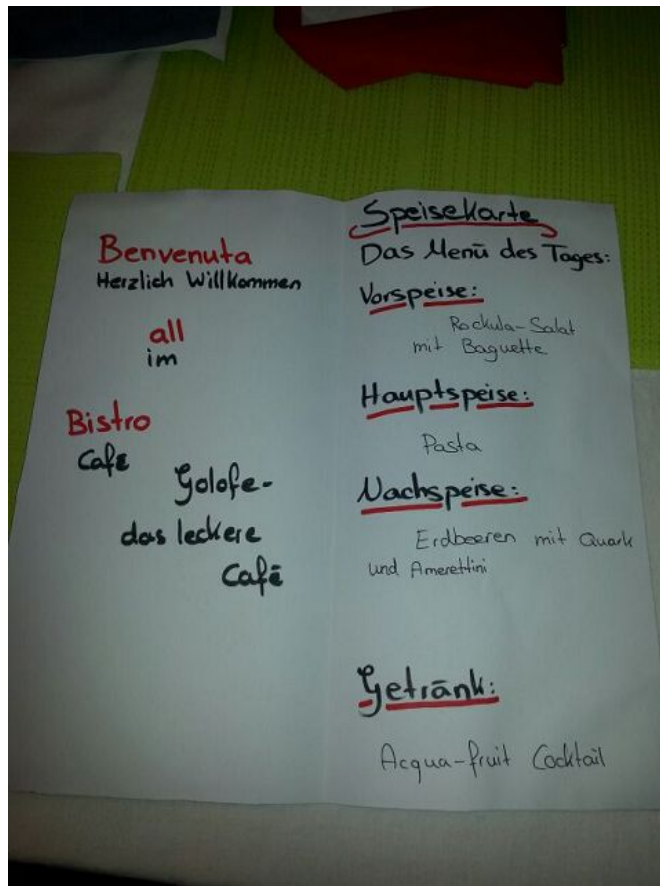 Benvenuta
Herzlich Willkommen
all
im
Bistro
Cafe
Golofe-
das leckere
Cafē
Speisekarte
Das Menü des Tages:
Vorspeise:
Rockula-Salat
mit Baguette
Hauptspeise:
Pasta
Nachspeise:
Erdbeeren mit Quark
und Amerettini
Getränk:
Acqua-fruit Cocktail